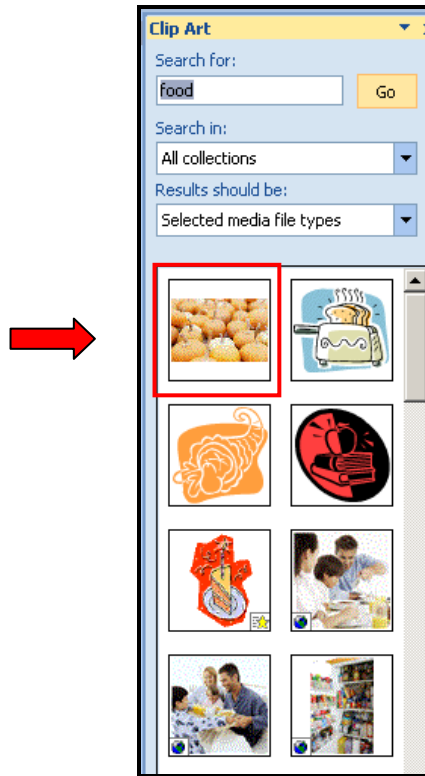 Clip Art
Search for:
food
Go
Search in:
All collections
Results should be:
Selected media file types